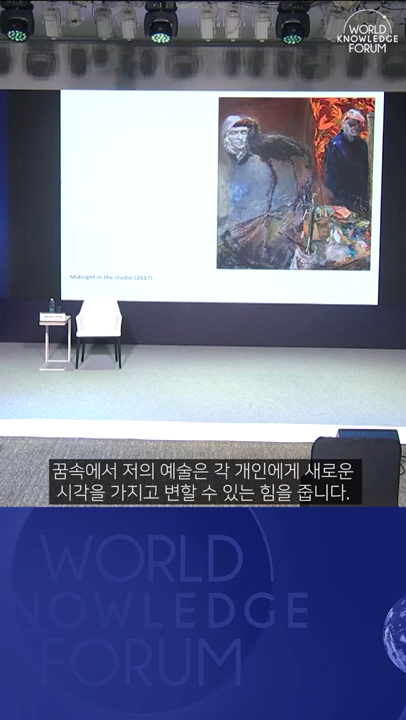 WORLD
KNOWLEDGE
FORUM
Midnight in the studio (2017)
꿈속에서 저의 예술은 각 개인에게 새로운
시각을 가지고 변할 수 있는 힘을 줍니다.
WORLD
KNOWLEDGE
FORUM